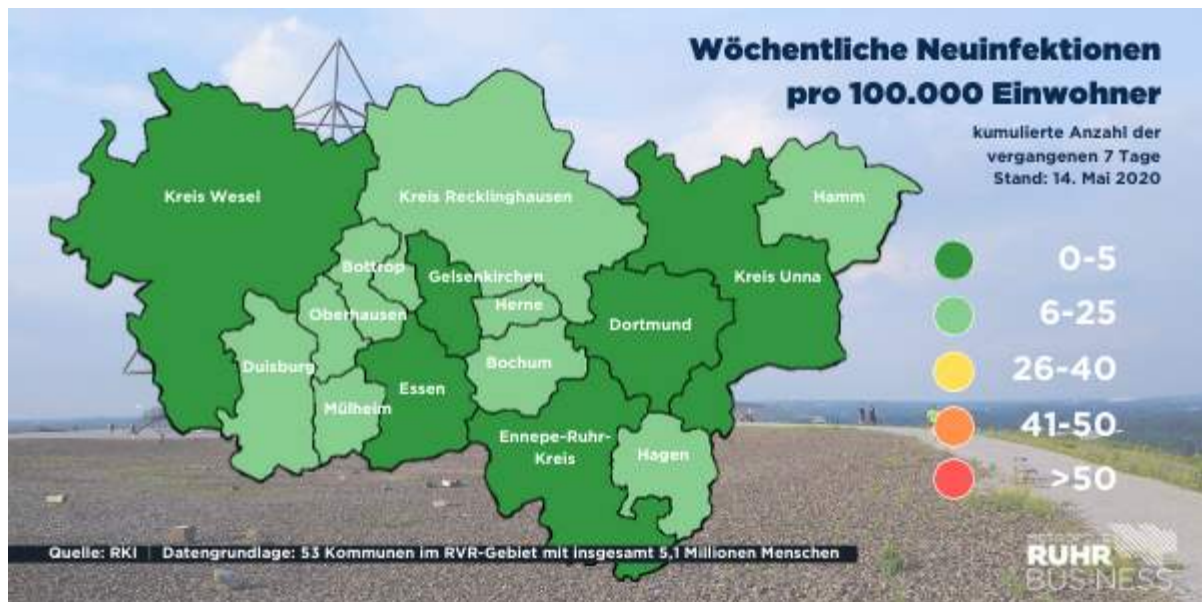 Wöchentliche Neuinfektionen
pro 100.000 Einwohner
kumulierte Anzahl der
vergangenen 7 Tage
Stand: 14. Mai 2020
Kreis Wesel
Kreis Recklinghausen
Hamm
Bottrop
Gelsenkirchen
Kreis Unna
Oberhausen
Herne
Dortmund
Duisburg
Bochum
Essen
Mülheim
Ennepe-Ruhr-
Kreis
Hagen
0-5
6-25
26-40
41-50
>50
Quelle: RKI | Datengrundlage: 53 Kommunen im RVR-Gebiet mit insgesamt 5,1 Millionen Menschen
RUHR
BUSINESS